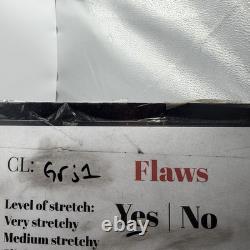 CL: Grj1 Flaws
Level of stretch: Yes | No
Very stretchy
Medium stretchy